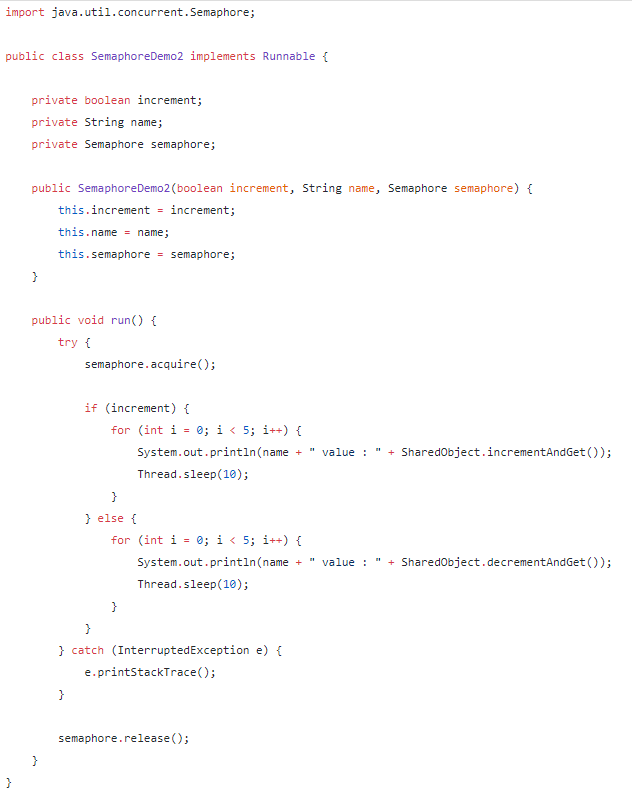 import java.util.concurrent.Semaphore;

public class SemaphoreDemo2 implements Runnable {

    private boolean increment;
    private String name;
    private Semaphore semaphore;

    public SemaphoreDemo2(boolean increment, String name, Semaphore semaphore) {
        this.increment = increment;
        this.name = name;
        this.semaphore = semaphore;
    }

    public void run() {
        try {
            semaphore.acquire();

            if (increment) {
                for (int i = 0; i < 5; i++) {
                    System.out.println(name + " value : " + SharedObject.incrementAndGet());
                    Thread.sleep(10);
                }
            } else {
                for (int i = 0; i < 5; i++) {
                    System.out.println(name + " value : " + SharedObject.decrementAndGet());
                    Thread.sleep(10);
                }
            }
        } catch (InterruptedException e) {
            e.printStackTrace();
        }

        semaphore.release();
    }
}